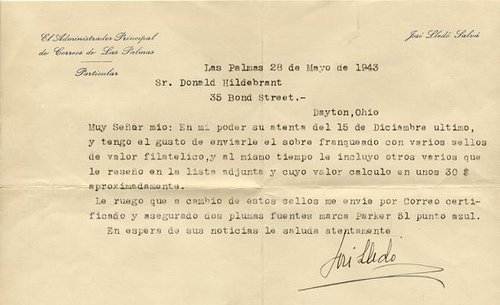 El Administrador Principal
de Correos de Las Palmas
Particular
José Lledó Salvá
Las Palmas 28 de Mayo de 1943
Sr. Donald Hildebrant
35 Bond Street.-
Dayton,Ohio
Muy Señor mio: En mi poder su atenta del 15 de Diciembre ultimo,
y tengo el gusto de enviarle el sobre franqueado con varios sellos
de valor filatelico,y al mismo tiempo le incluyo otros varios que
le reseño en la lista adjunta y cuyo valor calculo en unos 30 $
aproximadamente.
Le ruego que a cambio de estos sellos me envie por Correo certi-
ficado y asegurado dos plumas fuentes marca Parker 51 punto azul.
En espera de sus noticias le saluda atentamente
José Lledó